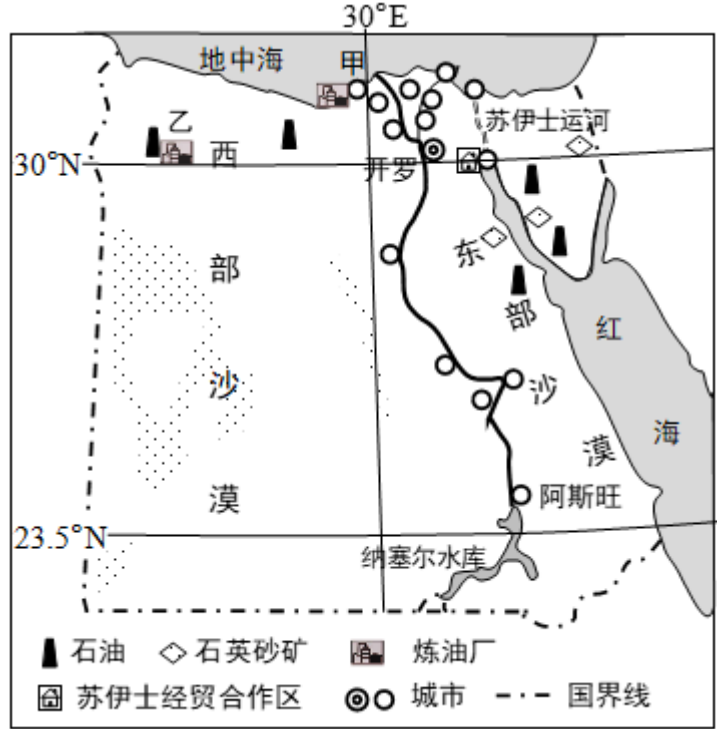 30°E
地中海
甲
乙
苏伊士运河
30°N
西
部
沙
漠
开罗
东
部
沙
漠
红
海
阿斯旺
23.5°N
纳塞尔水库
石油
石英砂矿
炼油厂
苏伊士经贸合作区
城市
国界线